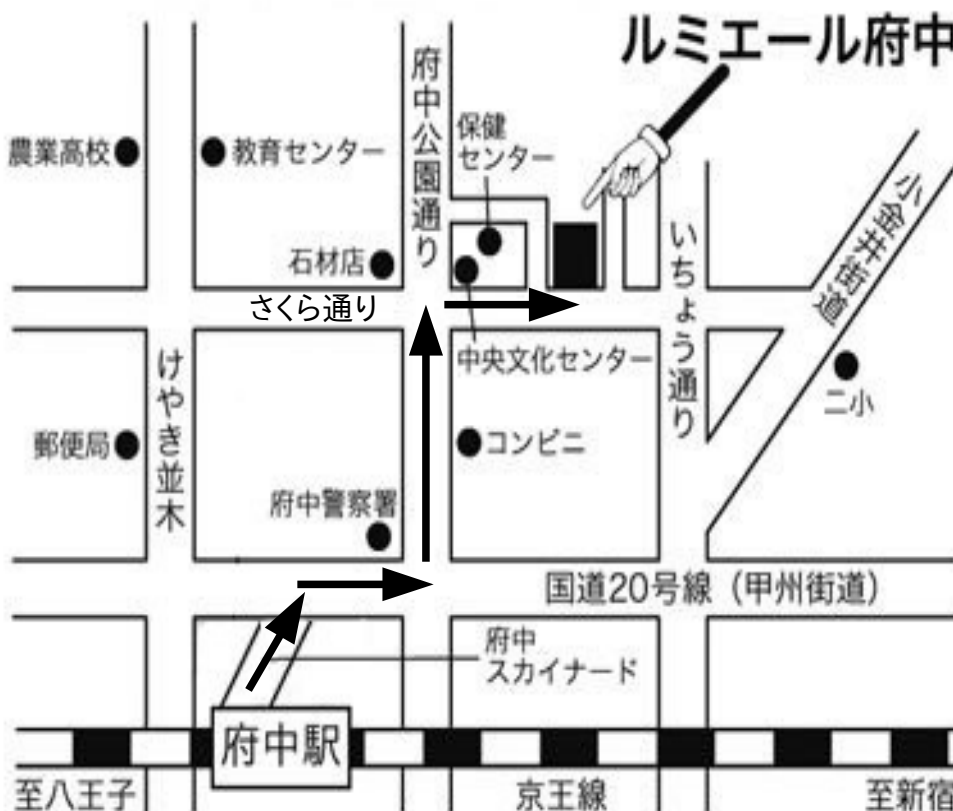 ルミエール府中
府中公園通り
保健
センター
農業高校
教育センター
小金井街道
石材店
いちょう通り
さくら通り
中央文化センター
けやき並木
二小
郵便局
コンビニ
府中警察署
国道20号線（甲州街道）
府中
スカイナード
府中駅
至八王子
京王線
至新宿